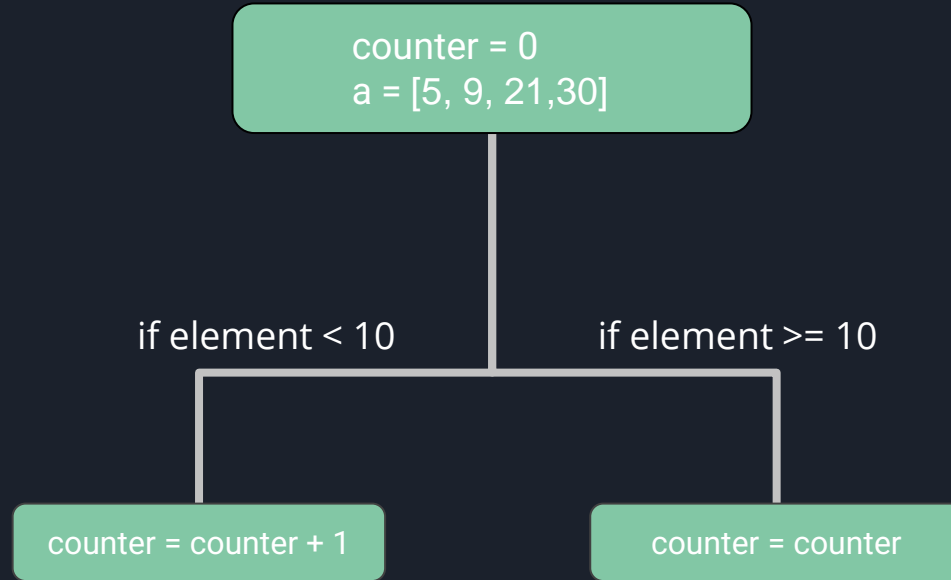 counter = 0
a = [5, 9, 21,30]
if element < 10
if element >= 10
counter = counter + 1
counter = counter